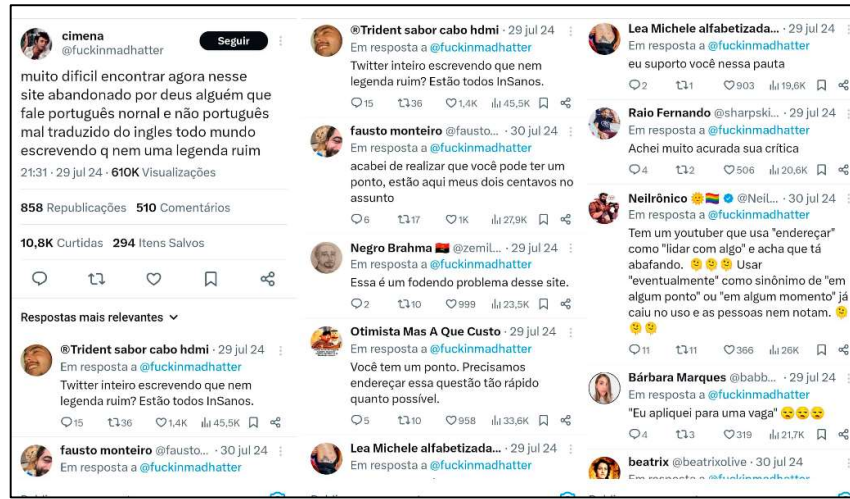 cimena
@fuckinmadhatter
Seguir
muito dificil encontrar agora nesse
site abandonado por deus alguém que
fale português nornal e não português
mal traduzido do ingles todo mundo
escrevendo q nem uma legenda ruim
21:31 · 29 jul 24 · 610K Visualizações
858 Republicações 510 Comentários
10,8K Curtidas 294 Itens Salvos
Respostas mais relevantes
®Trident sabor cabo hdmi · 29 jul 24
Em resposta a @fuckinmadhatter
Twitter inteiro escrevendo que nem
legenda ruim? Estão todos InSanos.
15 36 1,4K 45,5K
fausto monteiro @fausto... · 30 jul 24
Em resposta a @fuckinmadhatter
®Trident sabor cabo hdmi · 29 jul 24
Em resposta a @fuckinmadhatter
Twitter inteiro escrevendo que nem
legenda ruim? Estão todos InSanos.
15 36 1,4K 45,5K
fausto monteiro @fausto... · 30 jul 24
Em resposta a @fuckinmadhatter
acabei de realizar que você pode ter um
ponto, estão aqui meus dois centavos no
assunto
6 17 1K 27,9K
Negro Brahma @zemil... · 29 jul 24
Em resposta a @fuckinmadhatter
Essa é um fodendo problema desse site.
2 10 999 23,5K
Otimista Mas A Que Custo · 29 jul 24
Em resposta a @fuckinmadhatter
Você tem um ponto. Precisamos
endereçar essa questão tão rápido
quanto possível.
5 10 958 33,6K
Lea Michele alfabetizada... · 29 jul 24
Lea Michele alfabetizada... · 29 jul 24
Em resposta a @fuckinmadhatter
eu suporto você nessa pauta
2 1 903 19,6K
Raio Fernando @sharpski... · 29 jul 24
Em resposta a @fuckinmadhatter
Achei muito acurada sua crítica
4 2 506 20,6K
Neilrônico @Neil... · 30 jul 24
Em resposta a @fuckinmadhatter
Tem um youtuber que usa "endereçar"
como "lidar com algo" e acha que tá
abafando. 🫠🫠🫠 Usar
"eventualmente" como sinônimo de "em
algum ponto" ou "em algum momento" já
caiu no uso e as pessoas nem notam. 🫠
🫠🫠
11 11 366 26K
Bárbara Marques @babb... · 29 jul 24
Em resposta a @fuckinmadhatter
"Eu apliquei para uma vaga" 😪😪😪
4 3 319 21,7K
beatrix @beatrixolive · 30 jul 24
Em resposta a @fuckinmadhatter